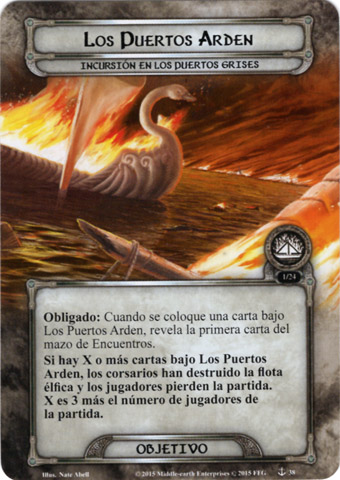 Los Puertos Arden
Incursión en los Puertos Grises
1/24
Obligado: Cuando se coloque una carta bajo
Los Puertos Arden, revela la primera carta del
mazo de Encuentros.
Si hay X o más cartas bajo Los Puertos
Arden, los corsarios han destruido la flota
élfica y los jugadores pierden la partida.
X es 3 más el número de jugadores de
la partida.
Objetivo
Illus. Nate Abell
©2015 Middle-earth Enterprises © 2015 FFG
38